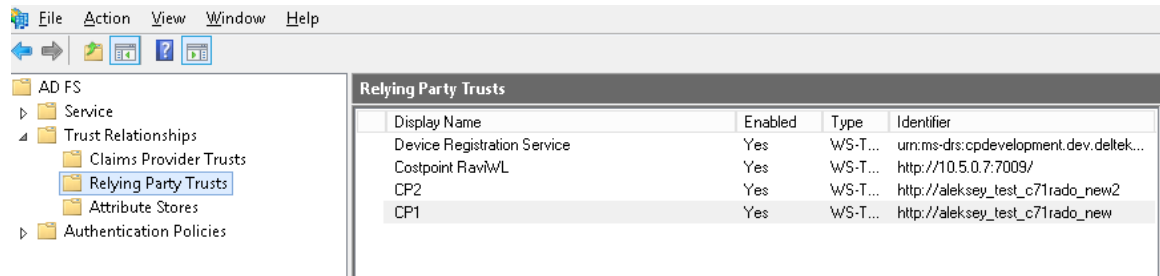 File Action View Window Help
AD FS
Service
Trust Relationships
Claims Provider Trusts
Relying Party Trusts
Attribute Stores
Authentication Policies
Relying Party Trusts
Display Name Enabled Type Identifier
Device Registration Service Yes WS-T... urn:ms-drs:cpdevelopment.dev.deltek...
Costpoint RaviWL Yes WS-T... http://10.5.0.7:7009/
CP2 Yes WS-T... http://aleksey_test_c71rado_new2
CP1 Yes WS-T... http://aleksey_test_c71rado_new